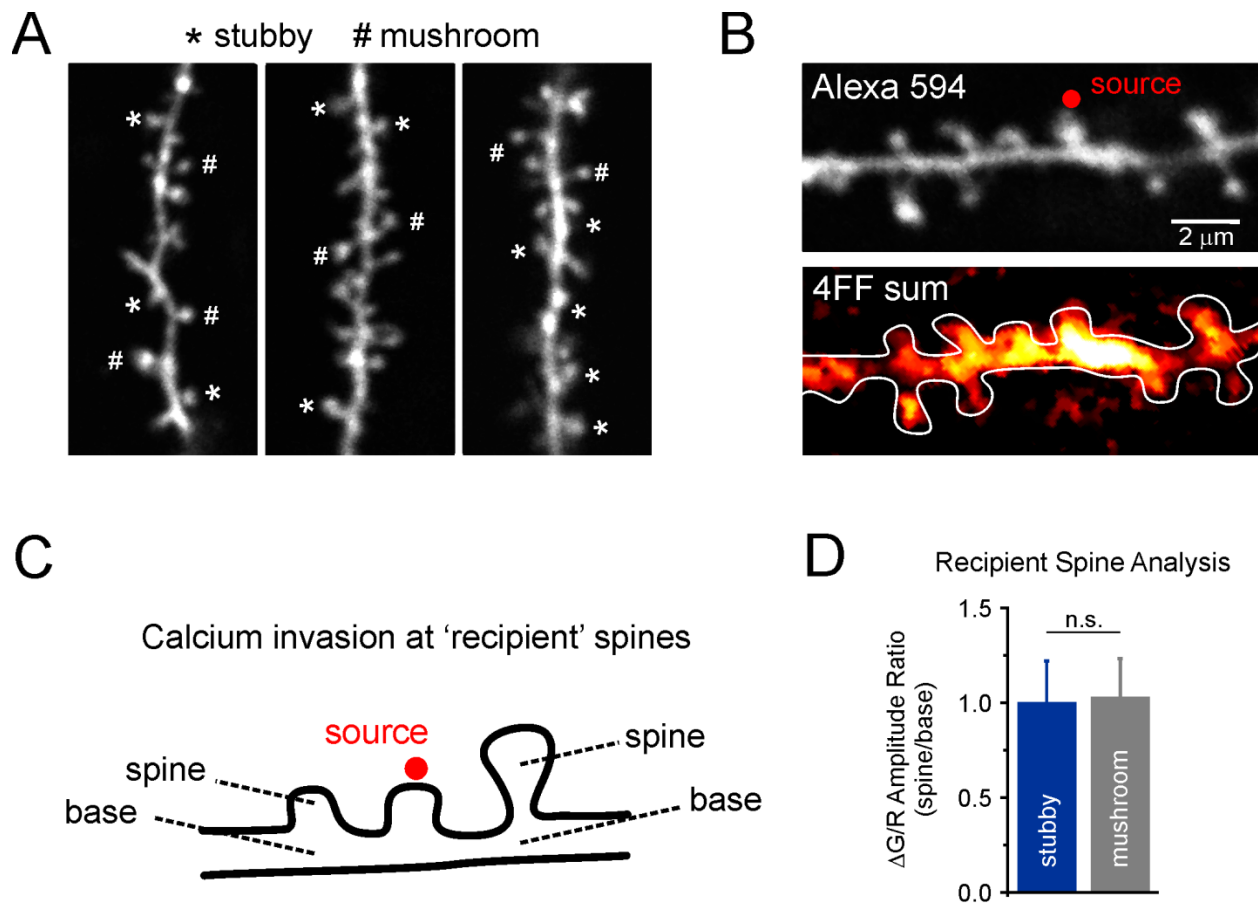 A
* stubby # mushroom
* # * # # *
* * # # *
# # * * * * *
B
Alexa 594
source
2 μm
4FF sum
C
Calcium invasion at ‘recipient’ spines
source
spine
spine
base
base
D
Recipient Spine Analysis
ΔG/R Amplitude Ratio
(spine/base)
1.5
1.0
0.5
0.0
n.s.
stubby
mushroom